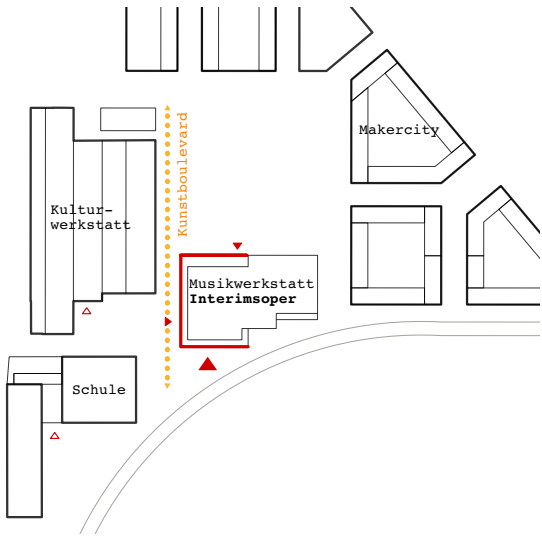 Kunstboulevard
Makercity
Kultur-
werkstatt
Musikwerkstatt
Interimsoper
Schule